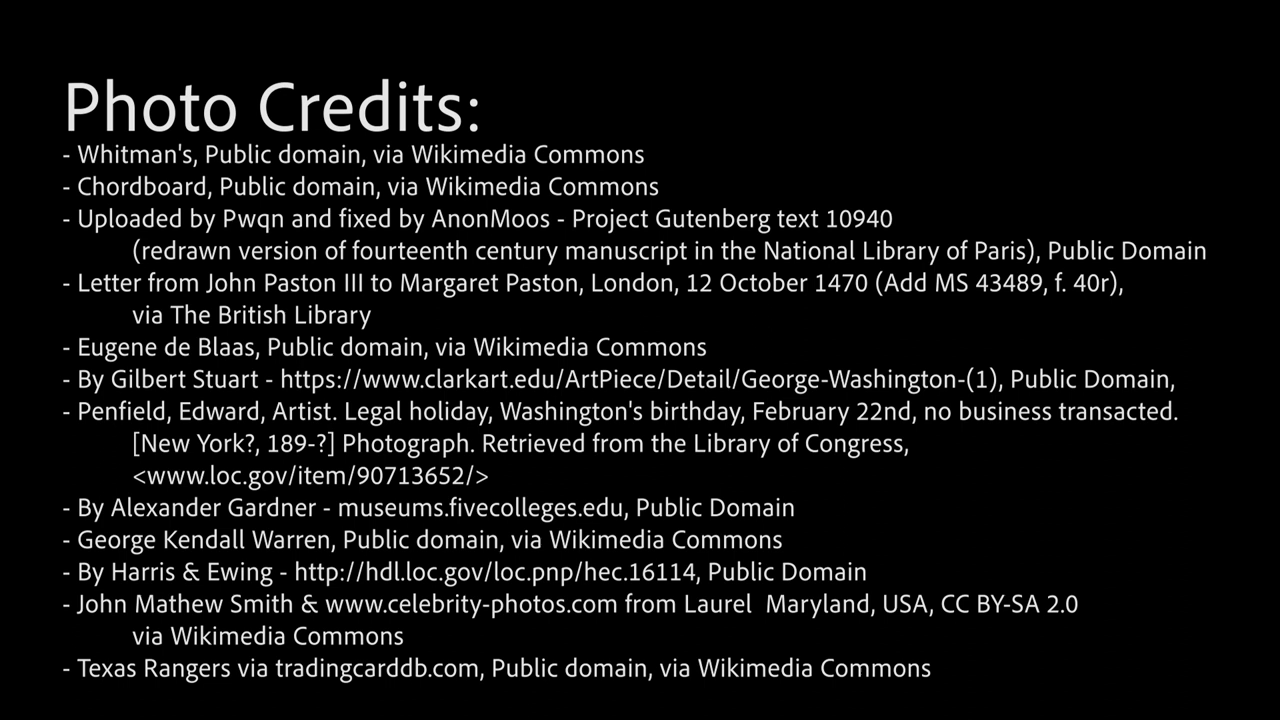 Photo Credits:
- Whitman's, Public domain, via Wikimedia Commons
- Chordboard, Public domain, via Wikimedia Commons
- Uploaded by Pwqn and fixed by AnonMoos - Project Gutenberg text 10940
(redrawn version of fourteenth century manuscript in the National Library of Paris), Public Domain
- Letter from John Paston III to Margaret Paston, London, 12 October 1470 (Add MS 43489, f. 40r),
via The British Library
- Eugene de Blaas, Public domain, via Wikimedia Commons
- By Gilbert Stuart - https://www.clarkart.edu/ArtPiece/Detail/George-Washington-(1), Public Domain,
- Penfield, Edward, Artist. Legal holiday, Washington's birthday, February 22nd, no business transacted.
[New York?, 189-?] Photograph. Retrieved from the Library of Congress,
<www.loc.gov/item/90713652/>
- By Alexander Gardner - museums.fivecolleges.edu, Public Domain
- George Kendall Warren, Public domain, via Wikimedia Commons
- By Harris & Ewing - http://hdl.loc.gov/loc.pnp/hec.16114, Public Domain
- John Mathew Smith & www.celebrity-photos.com from Laurel  Maryland, USA, CC BY-SA 2.0
via Wikimedia Commons
- Texas Rangers via tradingcarddb.com, Public domain, via Wikimedia Commons